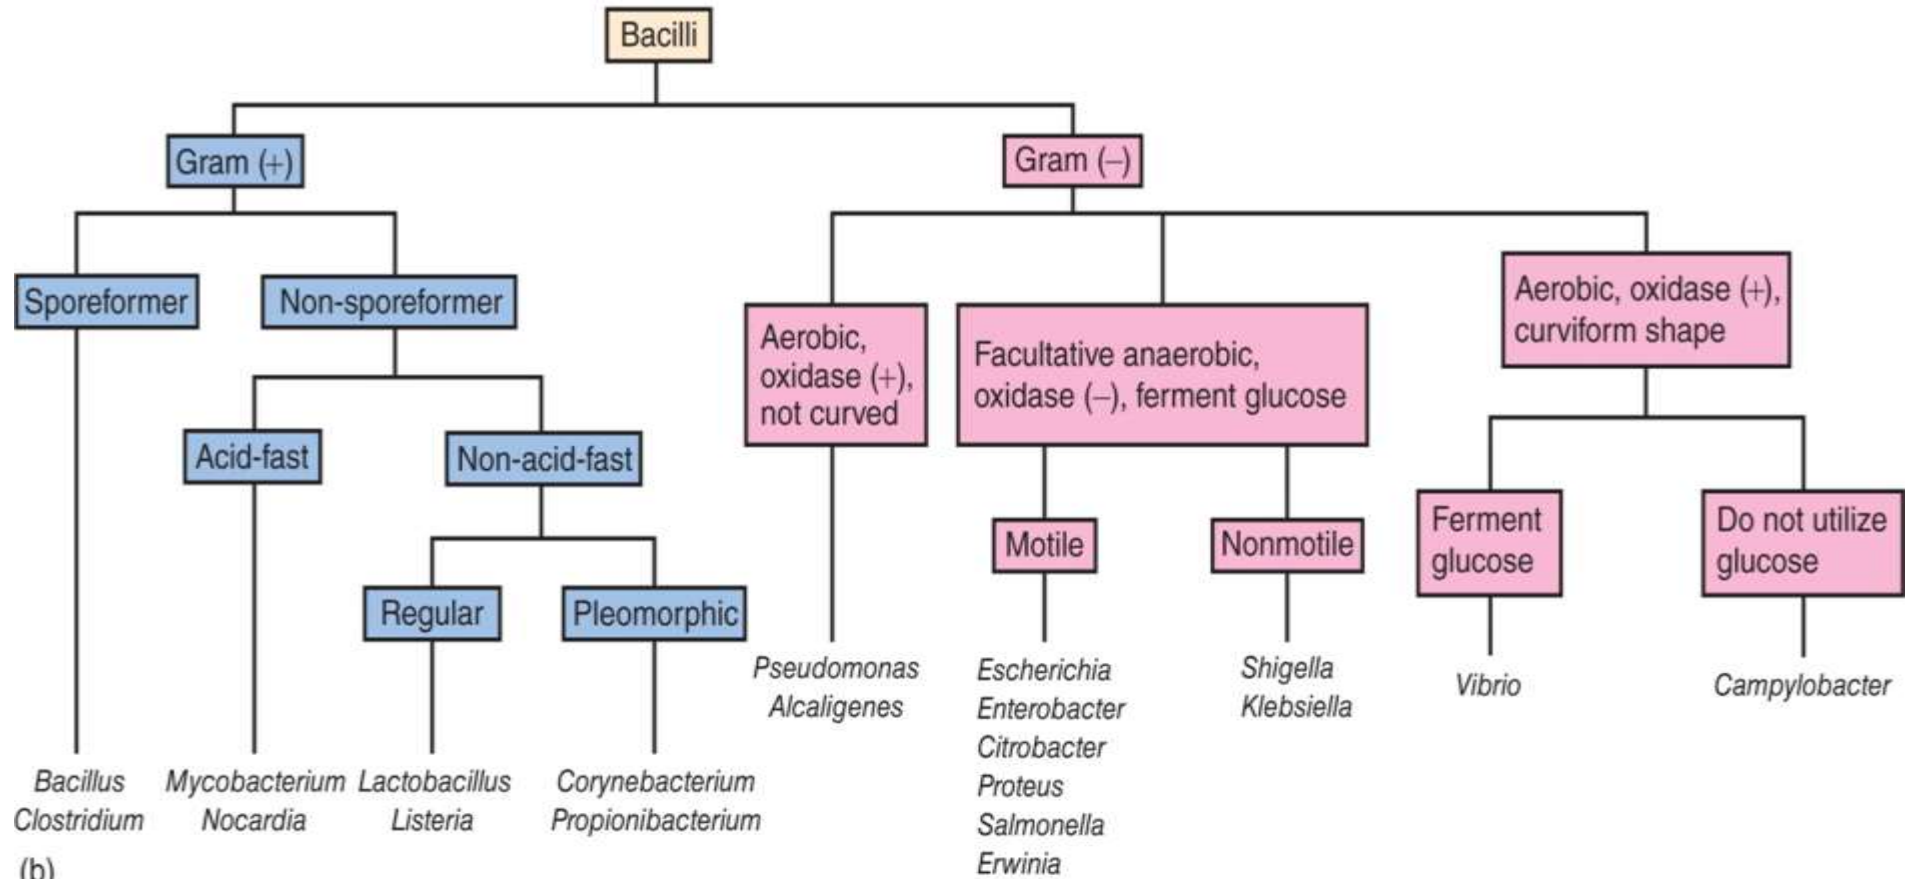 Bacilli
Gram (+)
Gram (–)
Sporeformer
Non-sporeformer
Aerobic,
oxidase (+),
not curved
Facultative anaerobic,
oxidase (–), ferment glucose
Aerobic, oxidase (+),
curviform shape
Acid-fast
Non-acid-fast
Motile
Nonmotile
Ferment
glucose
Do not utilize
glucose
Regular
Pleomorphic
Pseudomonas
Alcaligenes
Escherichia
Enterobacter
Citrobacter
Proteus
Salmonella
Erwinia
Shigella
Klebsiella
Vibrio
Campylobacter
Bacillus
Clostridium
Mycobacterium
Nocardia
Lactobacillus
Listeria
Corynebacterium
Propionibacterium
(b)